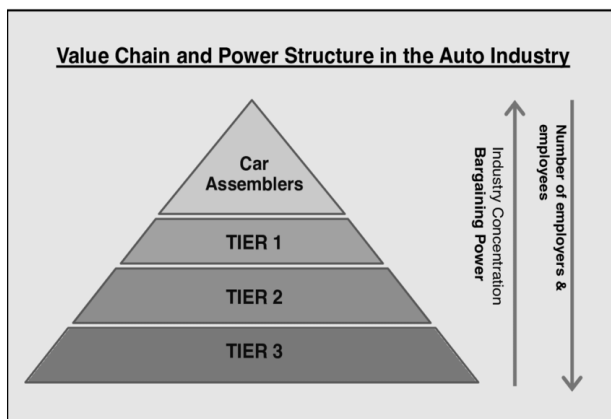 Value Chain and Power Structure in the Auto Industry
Car
Assemblers
TIER 1
TIER 2
TIER 3
Industry Concentration
Bargaining Power
Number of employers &
employees